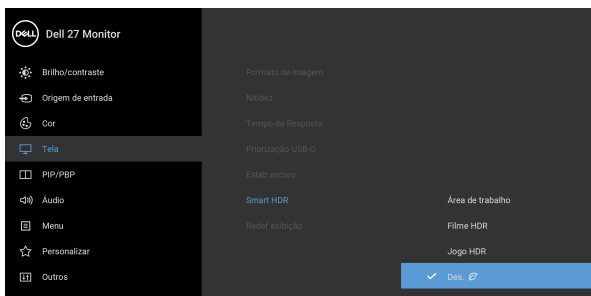 DELL Dell 27 Monitor
Brilho/contraste
Formato de imagem
Origem de entrada
Nitidez
Cor
Tempo de Resposta
Tela
Priorização USB-C
PIP/PBP
Estab escuro
Áudio
Smart HDR
Área de trabalho
Menu
Redef exibição
Filme HDR
Personalizar
Jogo HDR
Outros
Des.